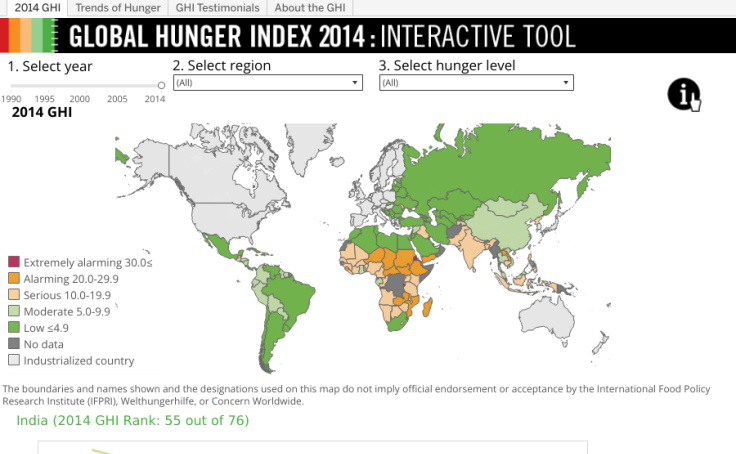 2014 GHI
Trends of Hunger
GHI Testimonials
About the GHI
GLOBAL HUNGER INDEX 2014 : INTERACTIVE TOOL
1. Select year
2. Select region
3. Select hunger level
(All)
(All)
1990 1995 2000 2005 2014
2014 GHI
Extremely alarming 30.0≤
Alarming 20.0-29.9
Serious 10.0-19.9
Moderate 5.0-9.9
Low ≤4.9
No data
Industrialized country
The boundaries and names shown and the designations used on this map do not imply official endorsement or acceptance by the International Food Policy
Research Institute (IFPRI), Welthungerhilfe, or Concern Worldwide.
India (2014 GHI Rank: 55 out of 76)